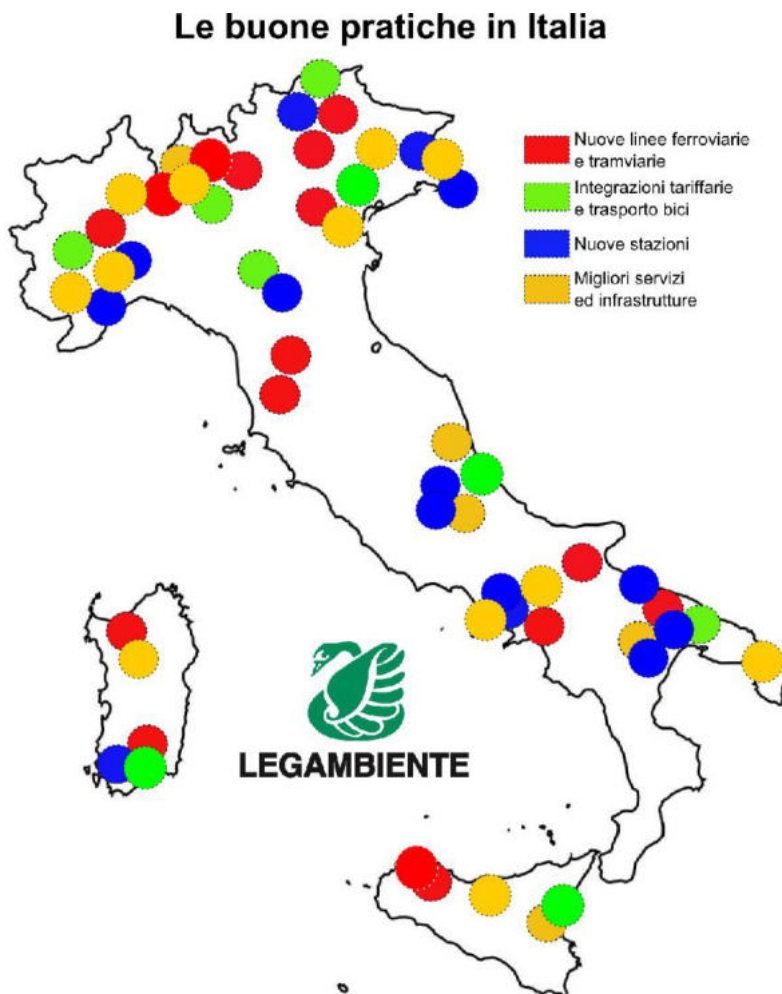 Le buone pratiche in Italia
Nuove linee ferroviarie
e tramviarie
Integrazioni tariffarie
e trasporto bici
Nuove stazioni
Migliori servizi
ed infrastrutture
LEGAMBIENTE